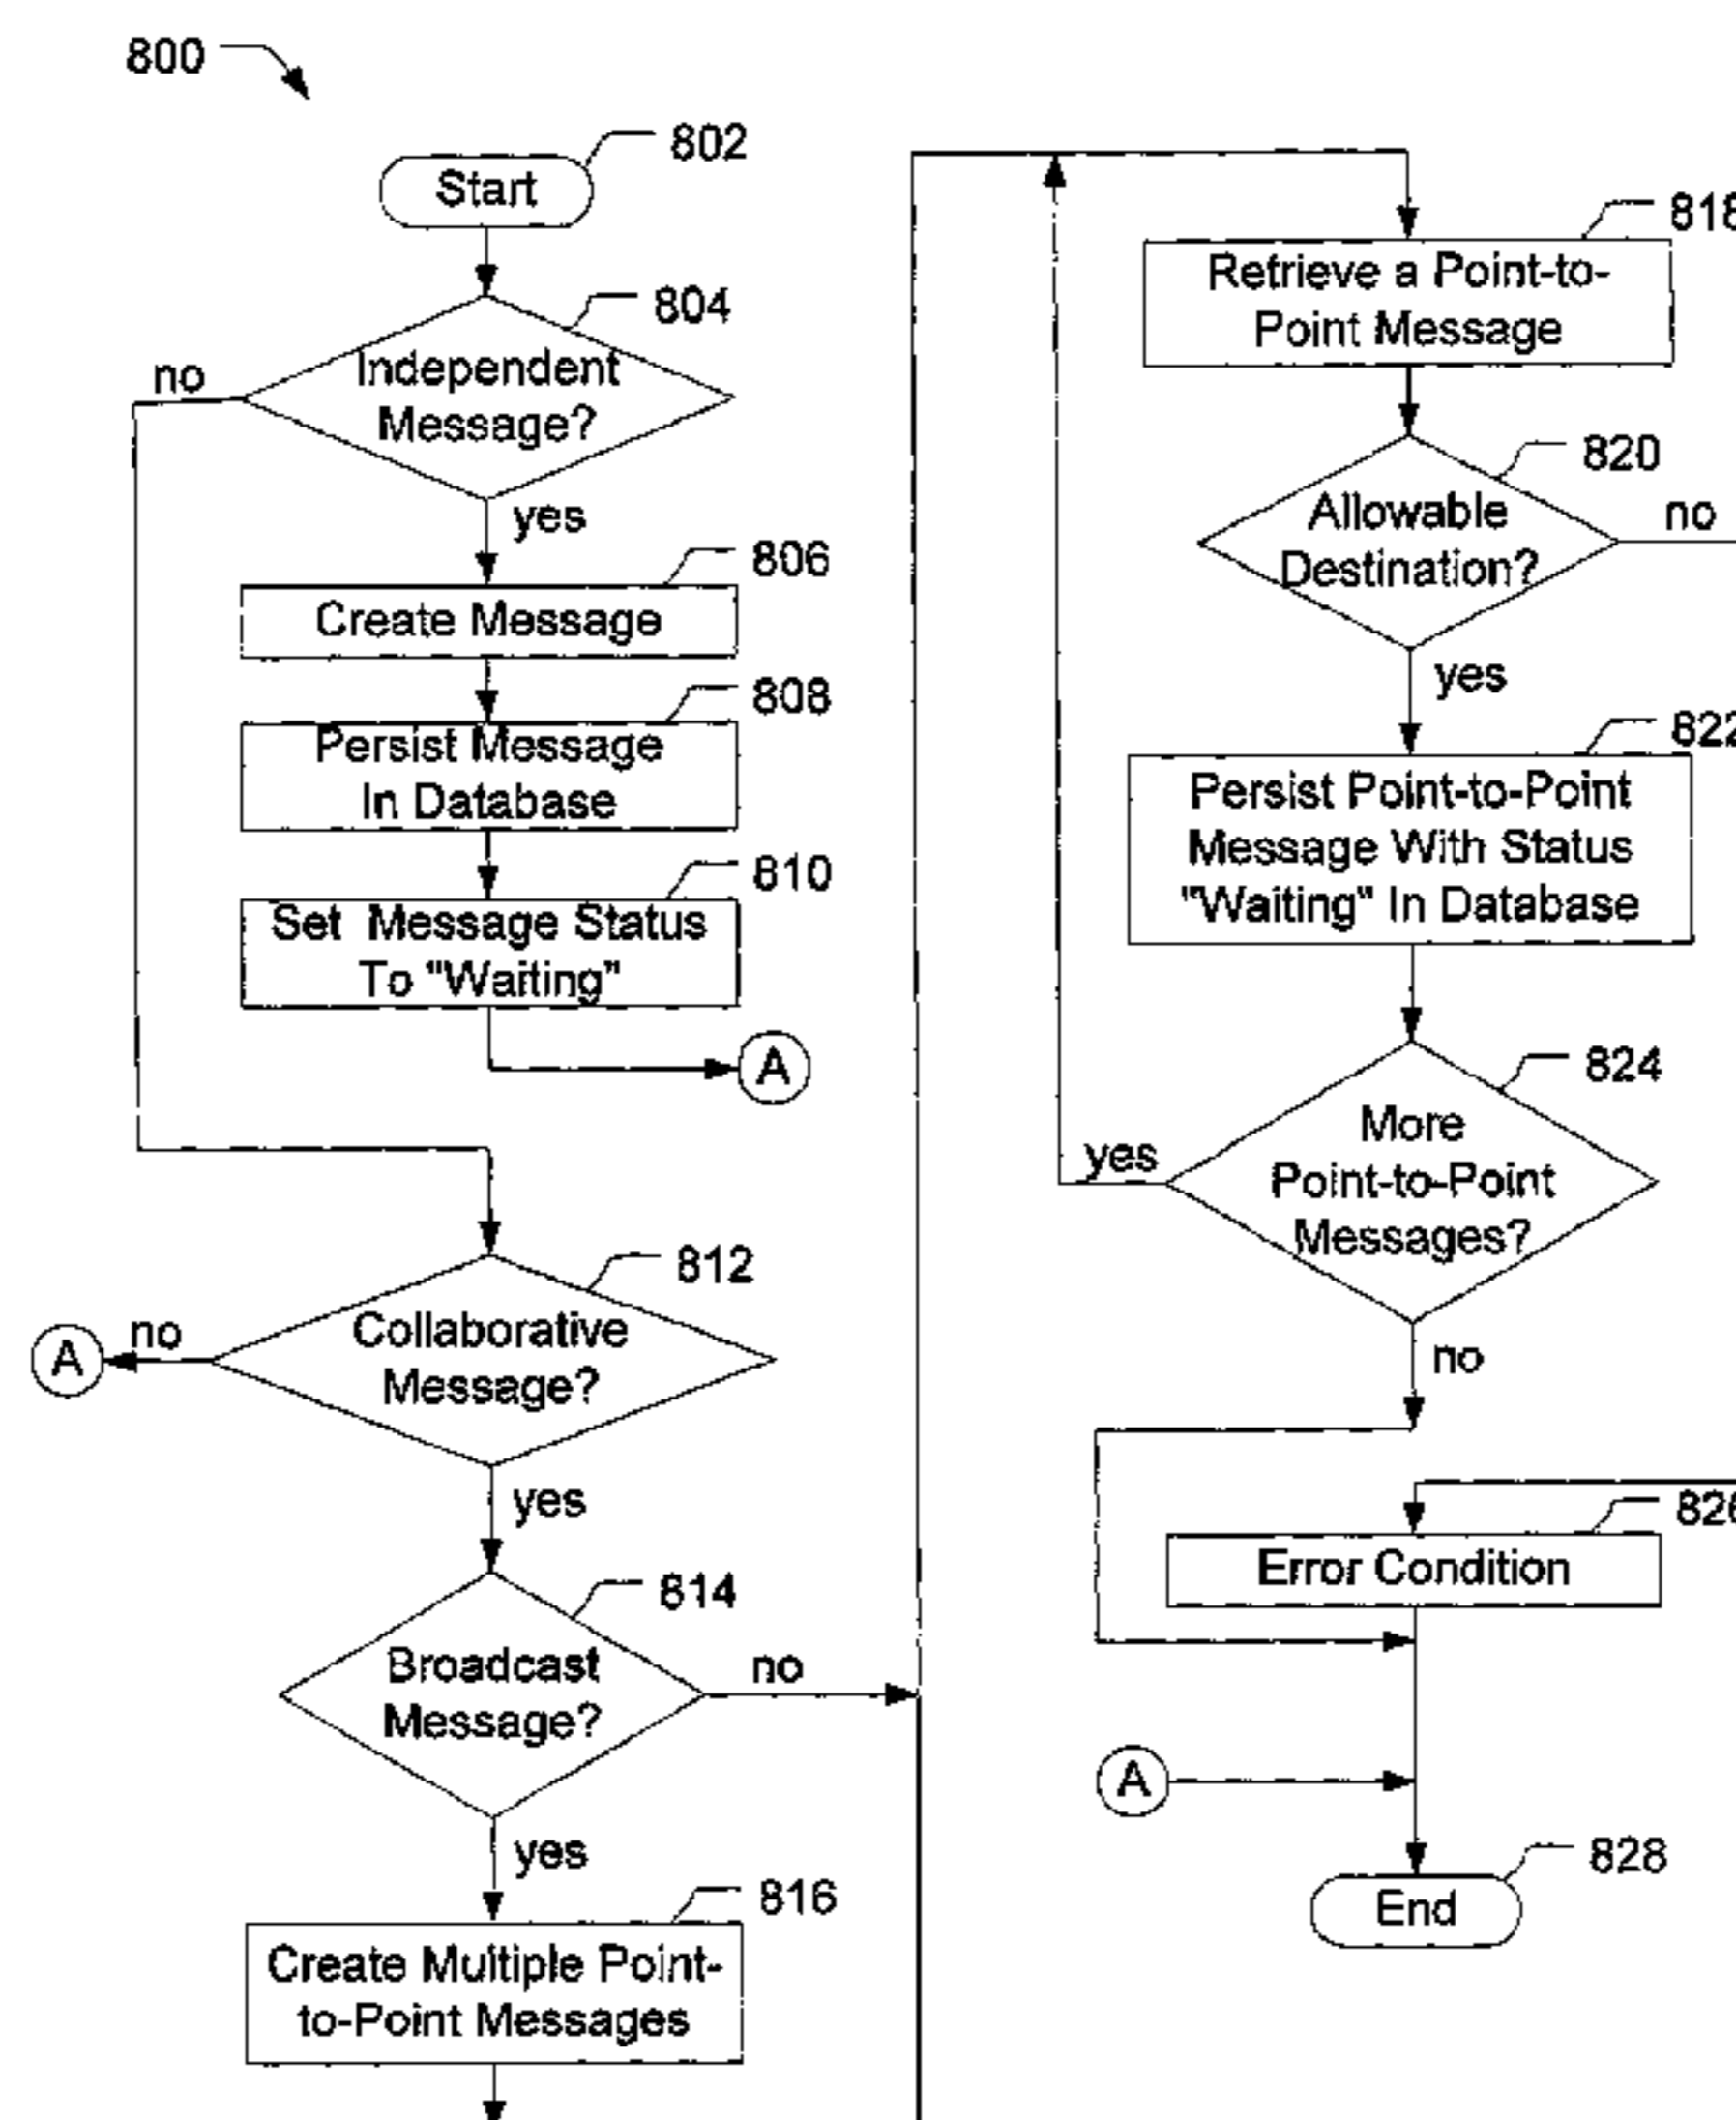 800
802
Start
804
Independent
Message?
no
yes
806
Create Message
808
Persist Message
In Database
810
Set Message Status
To "Waiting"
A
812
Collaborative
Message?
no
A
yes
814
Broadcast
Message?
no
yes
816
Create Multiple Point-
to-Point Messages
818
Retrieve a Point-to-
Point Message
820
Allowable
Destination?
no
yes
822
Persist Point-to-Point
Message With Status
"Waiting" In Database
824
More
Point-to-Point
Messages?
yes
no
826
Error Condition
A
828
End